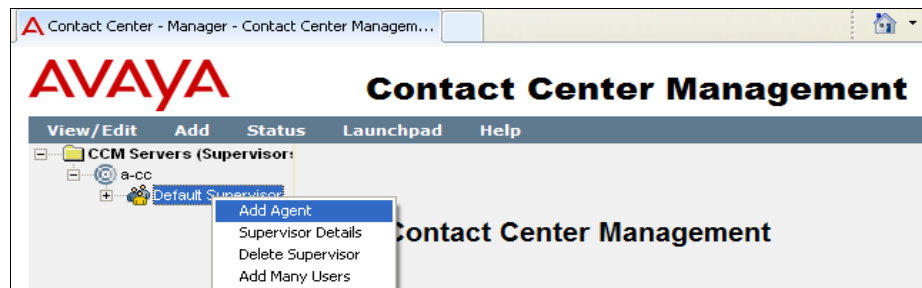 Contact Center - Manager - Contact Center Managem...
AVAYA
Contact Center Management
View/Edit Add Status Launchpad Help
CCM Servers (Supervisors
a-cc
Default Supervisor
Add Agent
Supervisor Details
Delete Supervisor
Add Many Users
Contact Center Management